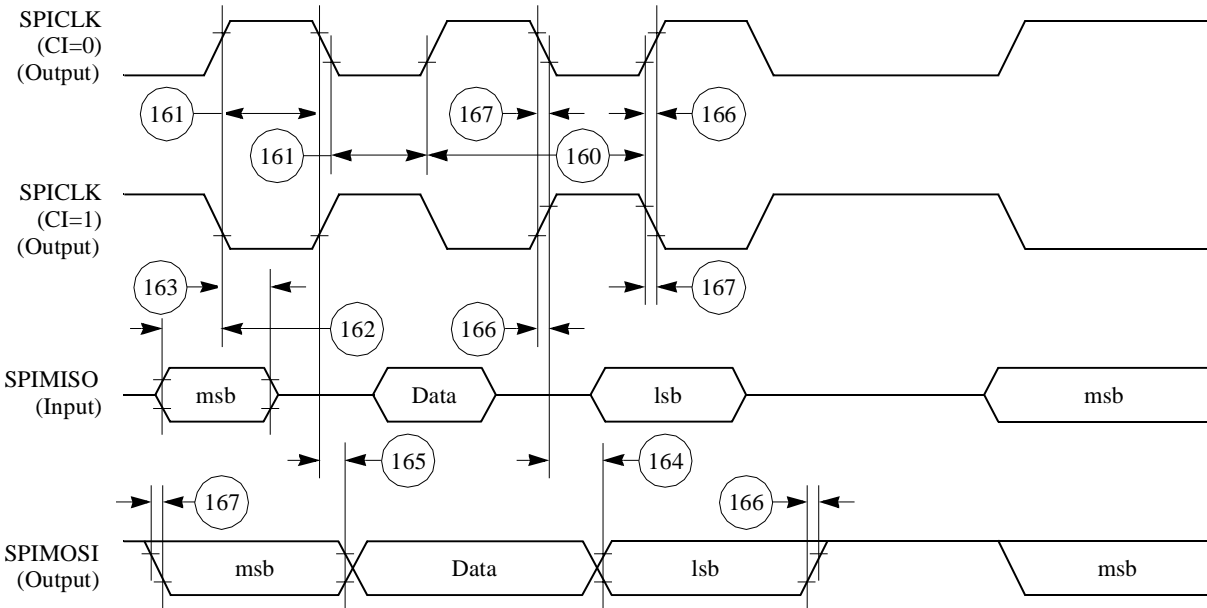 SPICLK
(CI=0)
(Output)
161
167
166
161
160
SPICLK
(CI=1)
(Output)
163
167
162
166
SPIMISO
(Input)
msb
Data
lsb
msb
165
164
167
166
SPIMOSI
(Output)
msb
Data
lsb
msb